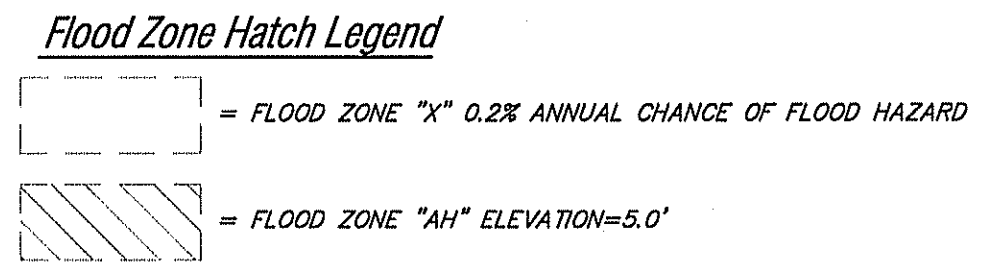 Flood Zone Hatch Legend
= FLOOD ZONE "X" 0.2% ANNUAL CHANCE OF FLOOD HAZARD
= FLOOD ZONE "AH" ELEVATION=5.0'